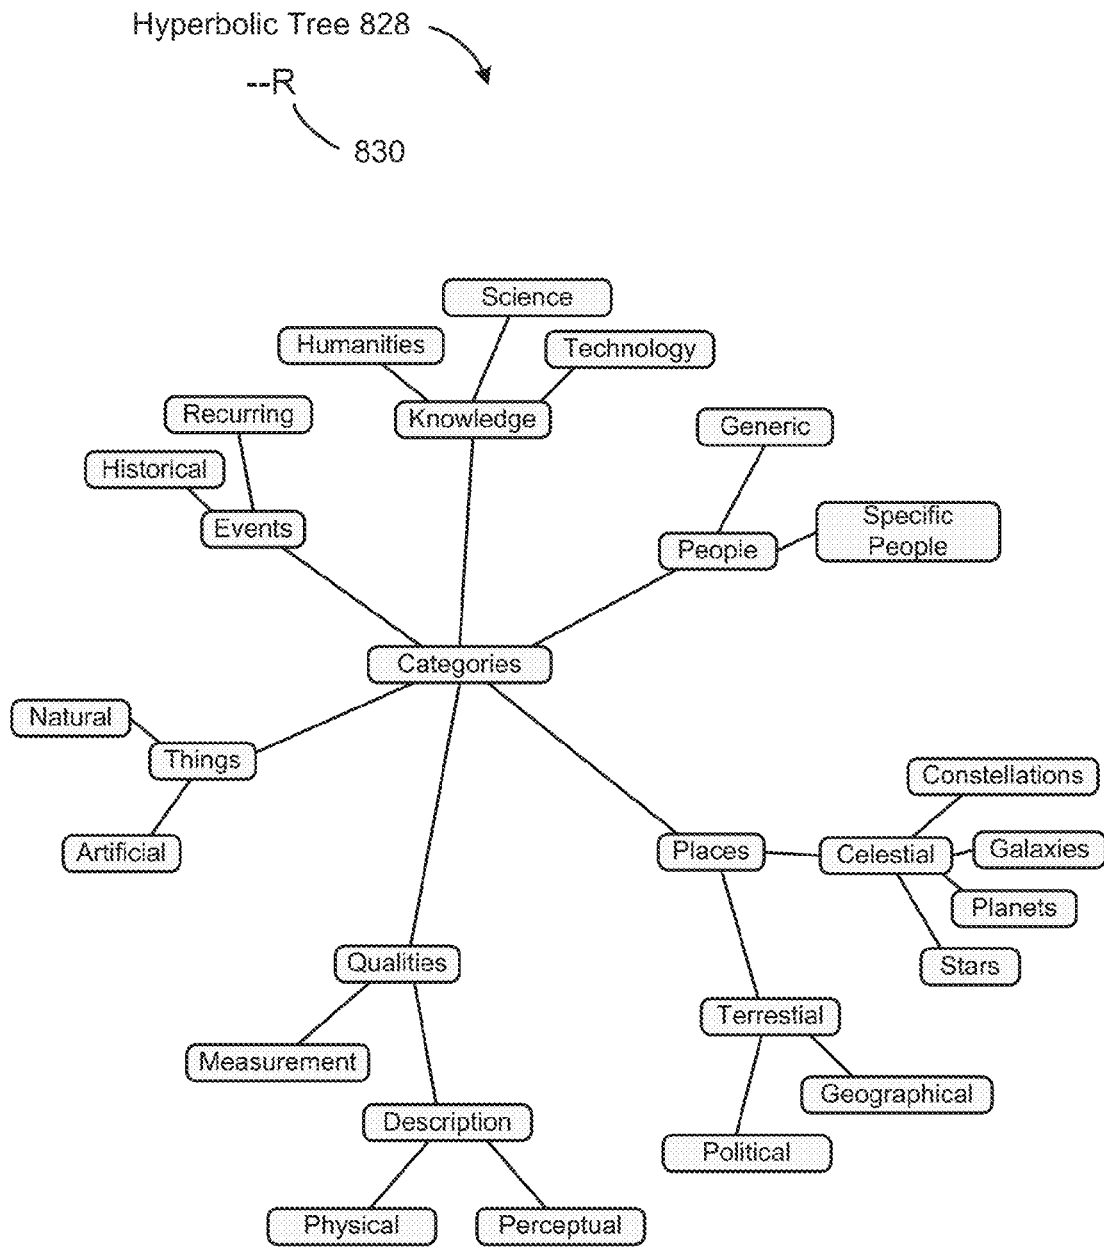 Hyperbolic Tree 828
--R
830
Science
Humanities
Technology
Recurring
Knowledge
Generic
Historical
Events
Specific
People
People
Categories
Natural
Things
Constellations
Artificial
Places
Celestial
Galaxies
Planets
Qualities
Stars
Terrestial
Measurement
Geographical
Description
Political
Physical
Perceptual